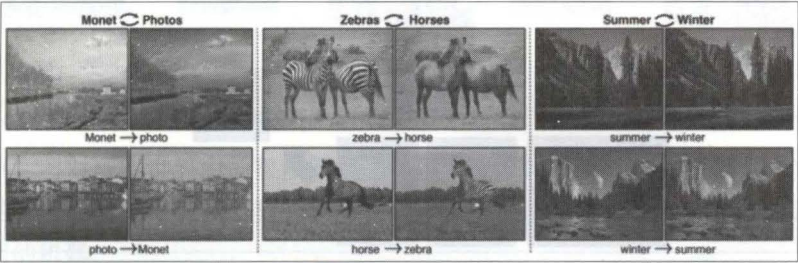 Monet ⟳ Photos
Zebras ⟳ Horses
Summer ⟳ Winter
Monet → photo
zebra → horse
summer → winter
photo → Monet
horse → zebra
winter → summer